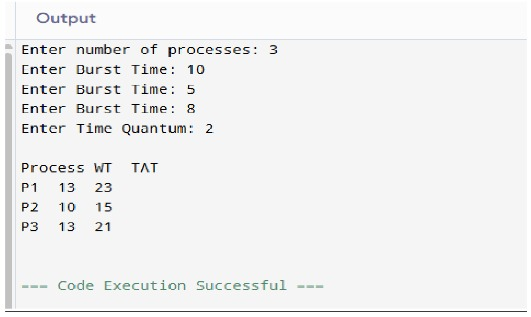 Output
Enter number of processes: 3
Enter Burst Time: 10
Enter Burst Time: 5
Enter Burst Time: 8
Enter Time Quantum: 2
Process WT TAT
P1 13 23
P2 10 15
P3 13 21
=== Code Execution Successful ===